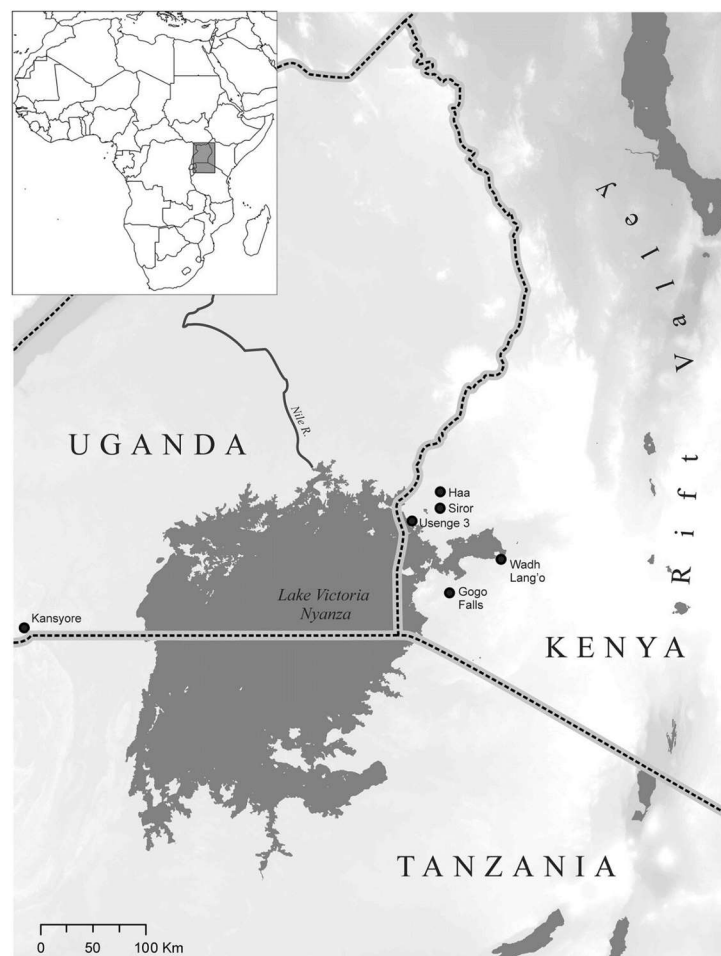 Rift Valley
Nile R.
UGANDA
Haa
Siror
Usenge 3
Wadh
Lang'o
Lake Victoria
Nyanza
Gogo
Falls
Kansyore
KENYA
TANZANIA
0 50 100 Km